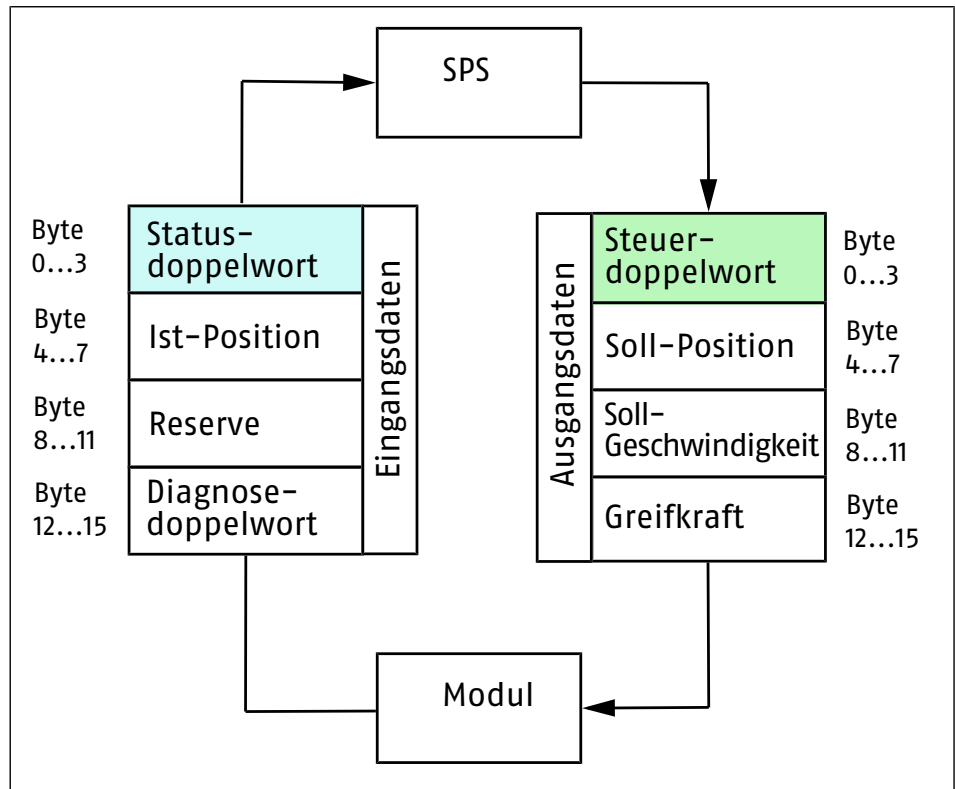 SPS
Byte
0…3
Status-
doppelwort
Byte
4…7
Ist-Position
Byte
8…11
Reserve
Byte
12…15
Diagnose-
doppelwort
Eingangsdaten
Ausgangsdaten
Steuer-
doppelwort
Byte
0…3
Soll-Position
Byte
4…7
Soll-
Geschwindigkeit
Byte
8…11
Greifkraft
Byte
12…15
Modul